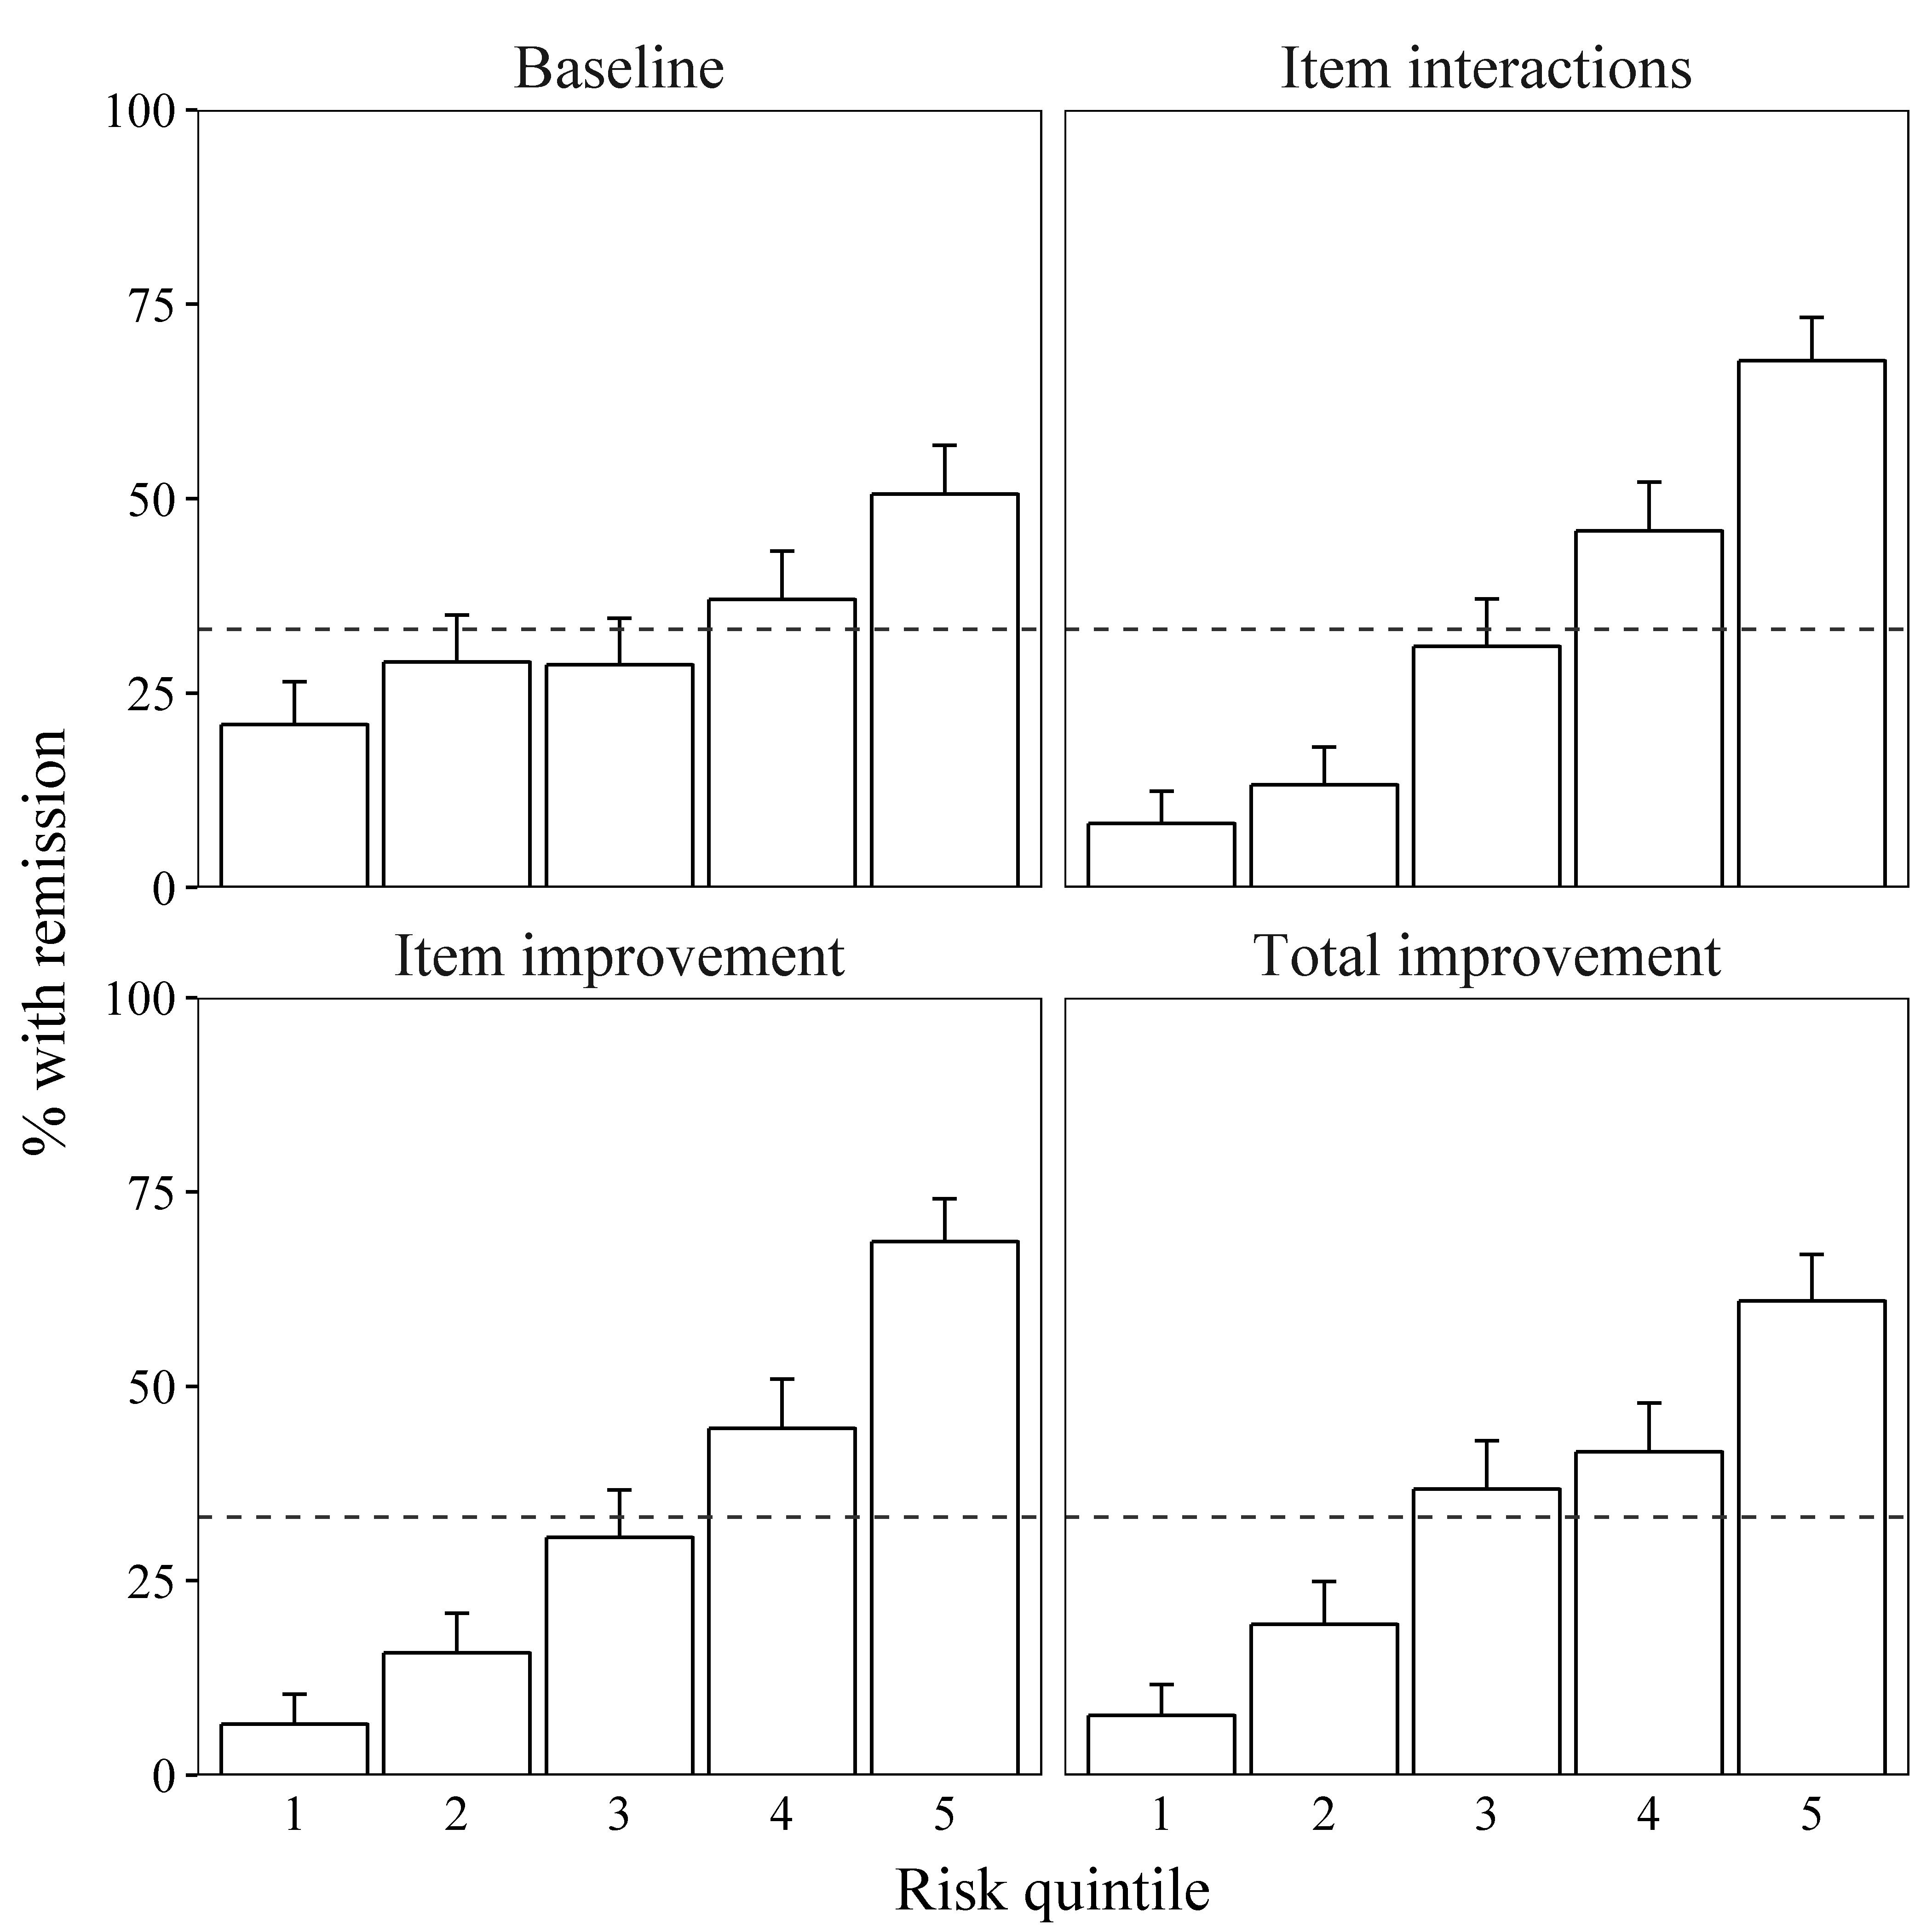 Baseline
Item interactions
100
75
50
25
0
% with remission
Item improvement
Total improvement
100
75
50
25
0
1 2 3 4 5
1 2 3 4 5
Risk quintile